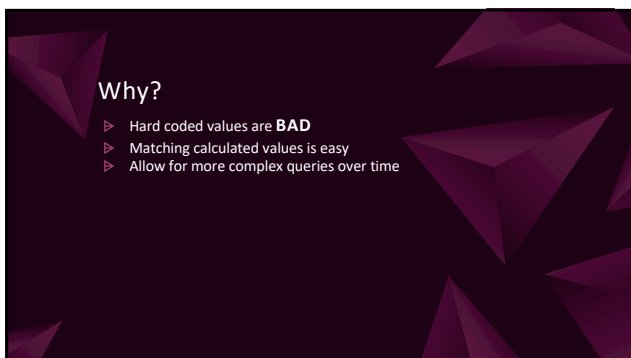 Why?
Hard coded values are BAD
Matching calculated values is easy
Allow for more complex queries over time